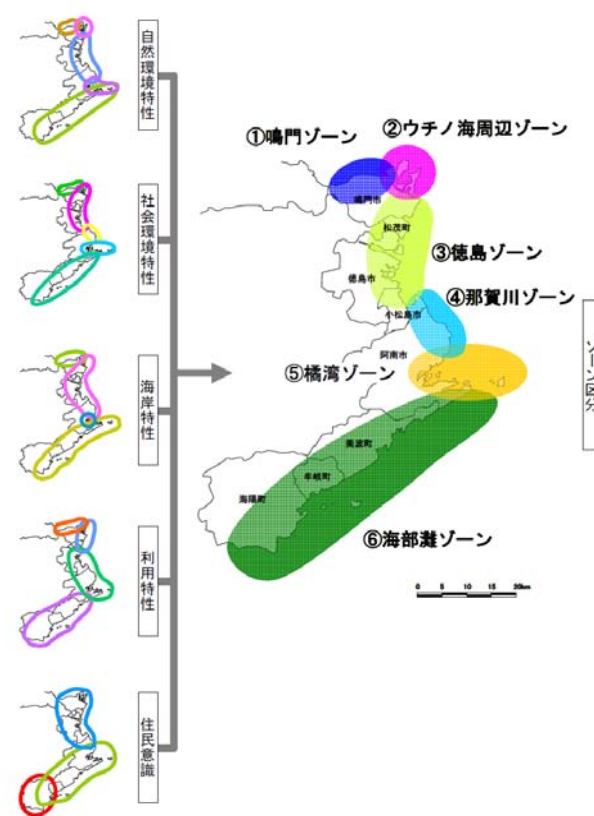 自然環境特性
社会環境特性
海岸特性
利用特性
住民意識
①鳴門ゾーン
②ウチノ海周辺ゾーン
鳴門市
松茂町
③徳島ゾーン
徳島市
④那賀川ゾーン
小松島市
阿南市
⑤橘湾ゾーン
美波町
牟岐町
海陽町
⑥海部灘ゾーン
0 5 10 15 20km
ゾーン区分